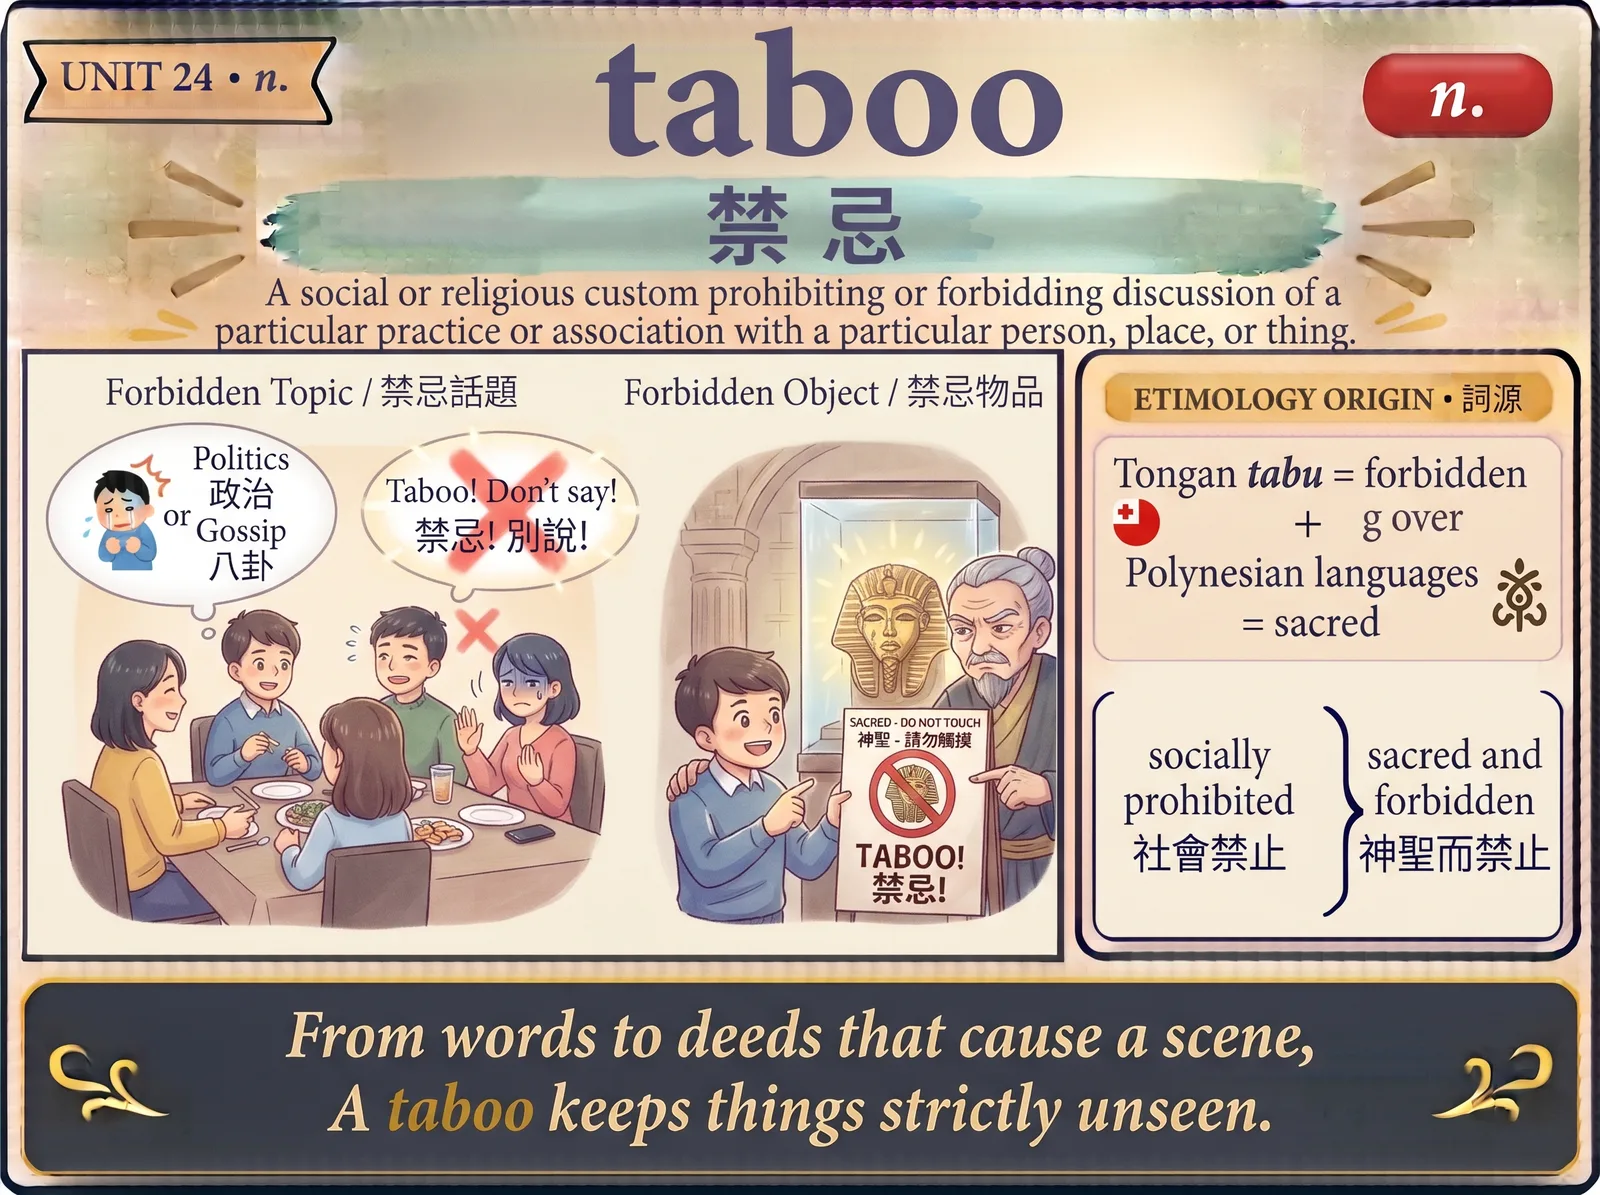 UNIT 24 • n.
taboo
n.
禁忌
A social or religious custom prohibiting or forbidding discussion of a
particular practice or association with a particular person, place, or thing.
Forbidden Topic / 禁忌話題
Politics
政治
or
Gossip
八卦
Taboo! Don't say!
禁忌! 別說!
Forbidden Object / 禁忌物品
SACRED - DO NOT TOUCH
神聖 - 請勿觸摸
TABOO!
禁忌!
ETIMOLOGY ORIGIN • 詞源
Tongan tabu = forbidden
+ g over
Polynesian languages
= sacred
socially
prohibited
社會禁止
sacred and
forbidden
神聖而禁止
From words to deeds that cause a scene,
A taboo keeps things strictly unseen.